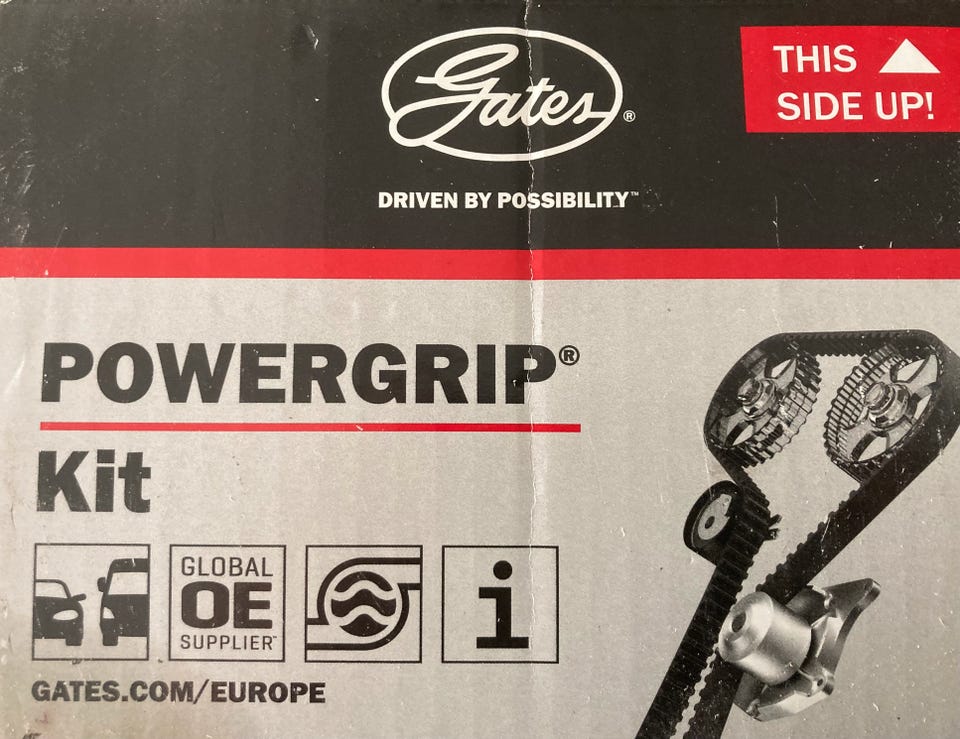 Gates®
DRIVEN BY POSSIBILITY™
THIS
SIDE UP!
POWERGRIP®
Kit
GLOBAL
OE
SUPPLIER™
i
GATES.COM/EUROPE